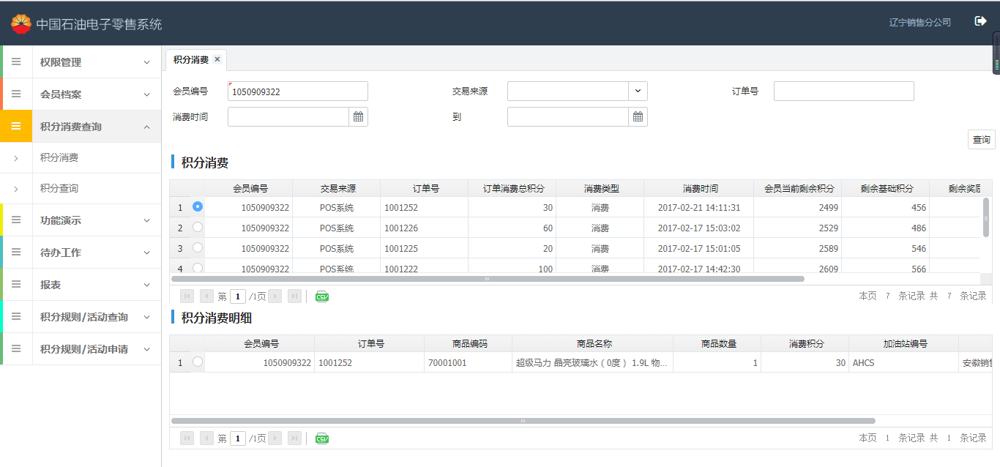 中国石油电子零售系统
辽宁销售分公司
权限管理
会员档案
积分消费查询
积分消费
积分查询
功能演示
待办工作
报表
积分规则/活动查询
积分规则/活动申请
积分消费 ×
会员编号 1050909322 交易来源 订单号
消费时间 到
查询
积分消费
会员编号 交易来源 订单号 订单消费总积分 消费类型 消费时间 会员当前剩余积分 剩余基础积分 剩余奖
1 1050909322 POS系统 1001252 30 消费 2017-02-21 14:11:31 2499 456
2 1050909322 POS系统 1001226 60 消费 2017-02-17 15:03:02 2529 486
3 1050909322 POS系统 1001225 20 消费 2017-02-17 15:01:05 2589 546
4 1050909322 POS系统 1001222 100 消费 2017-02-17 14:42:30 2609 566
第 1 /1页 CSV 本页 7 条记录 共 7 条记录
积分消费明细
会员编号 订单号 商品编码 商品名称 商品数量 消费积分 加油站编号
1 1050909322 1001252 70001001 超级马力 晶亮玻璃水（0度） 1.9L 物... 1 30 AHCS 安徽销售
第 1 /1页 CSV 本页 1 条记录 共 1 条记录